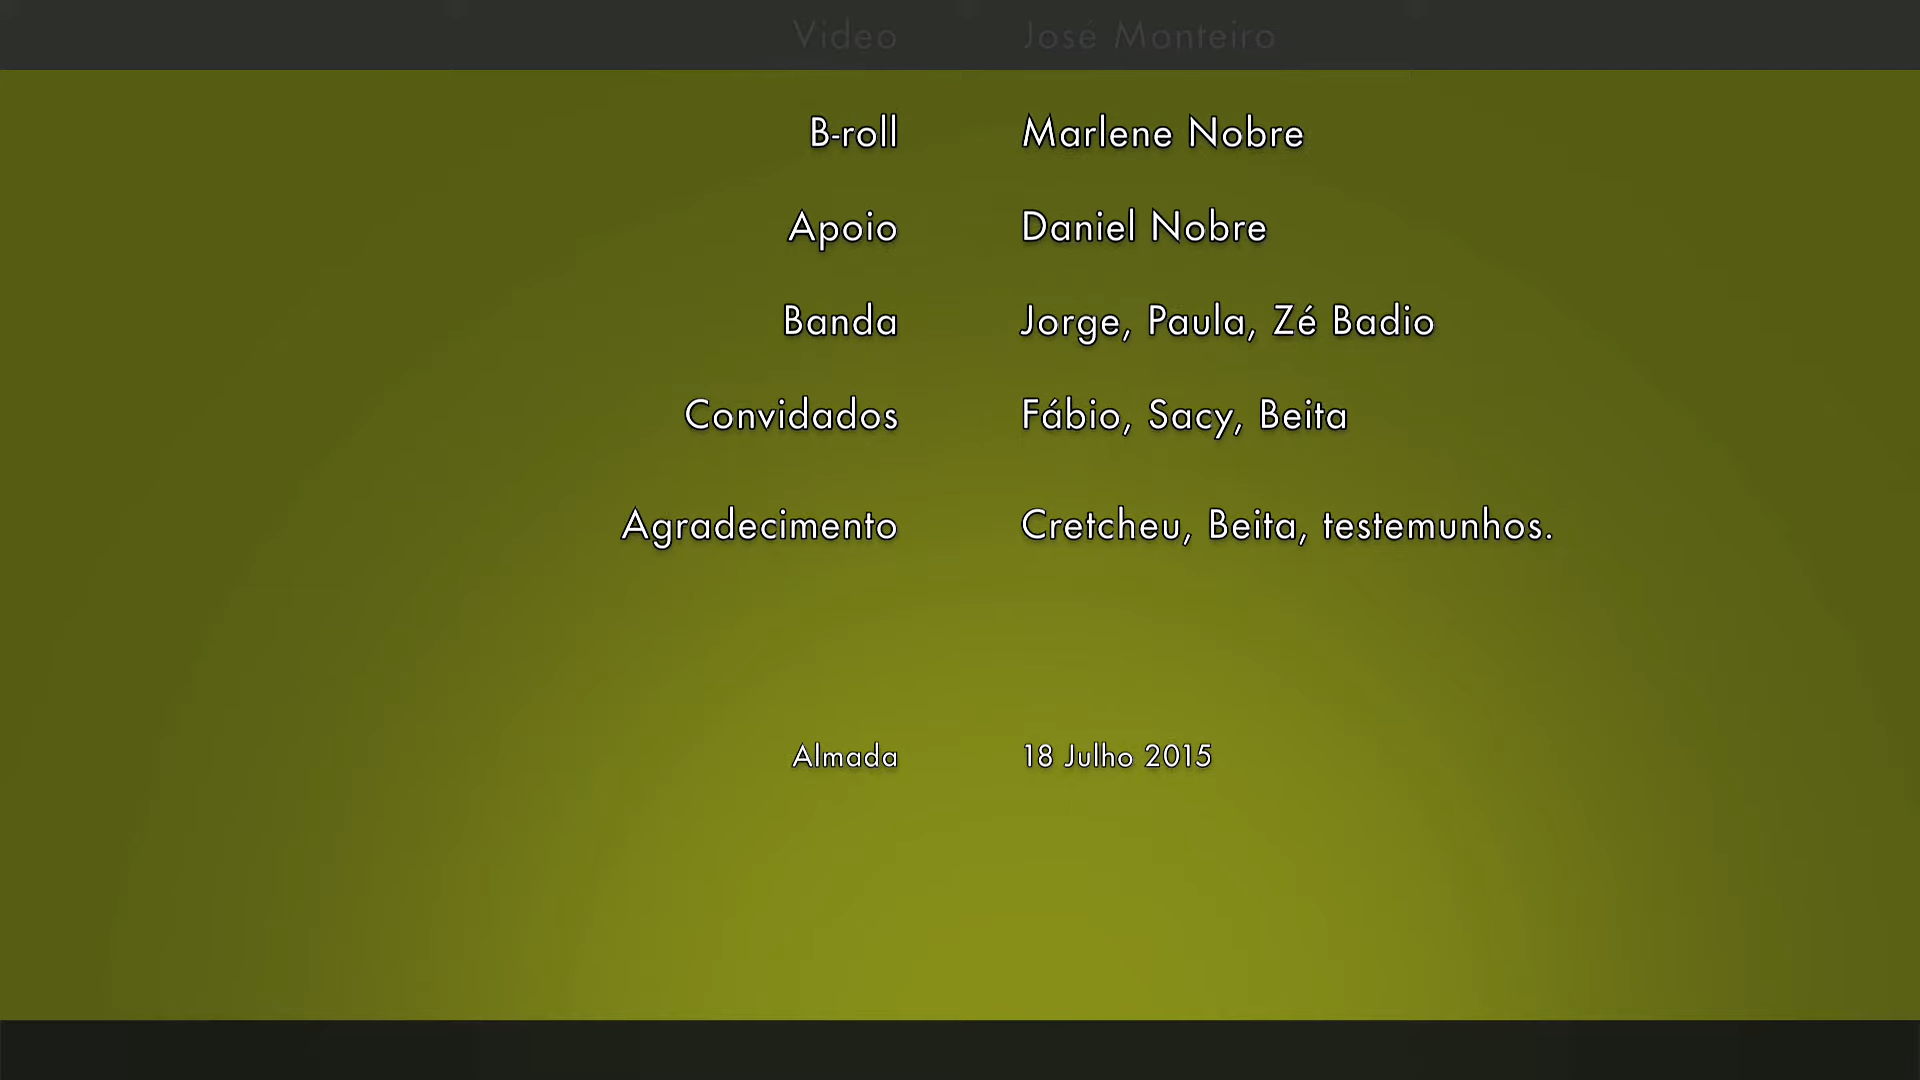 Video José Monteiro
B-roll Marlene Nobre
Apoio Daniel Nobre
Banda Jorge, Paula, Zé Badio
Convidados Fábio, Sacy, Beita
Agradecimento Cretcheu, Beita, testemunhos.
Almada 18 Julho 2015